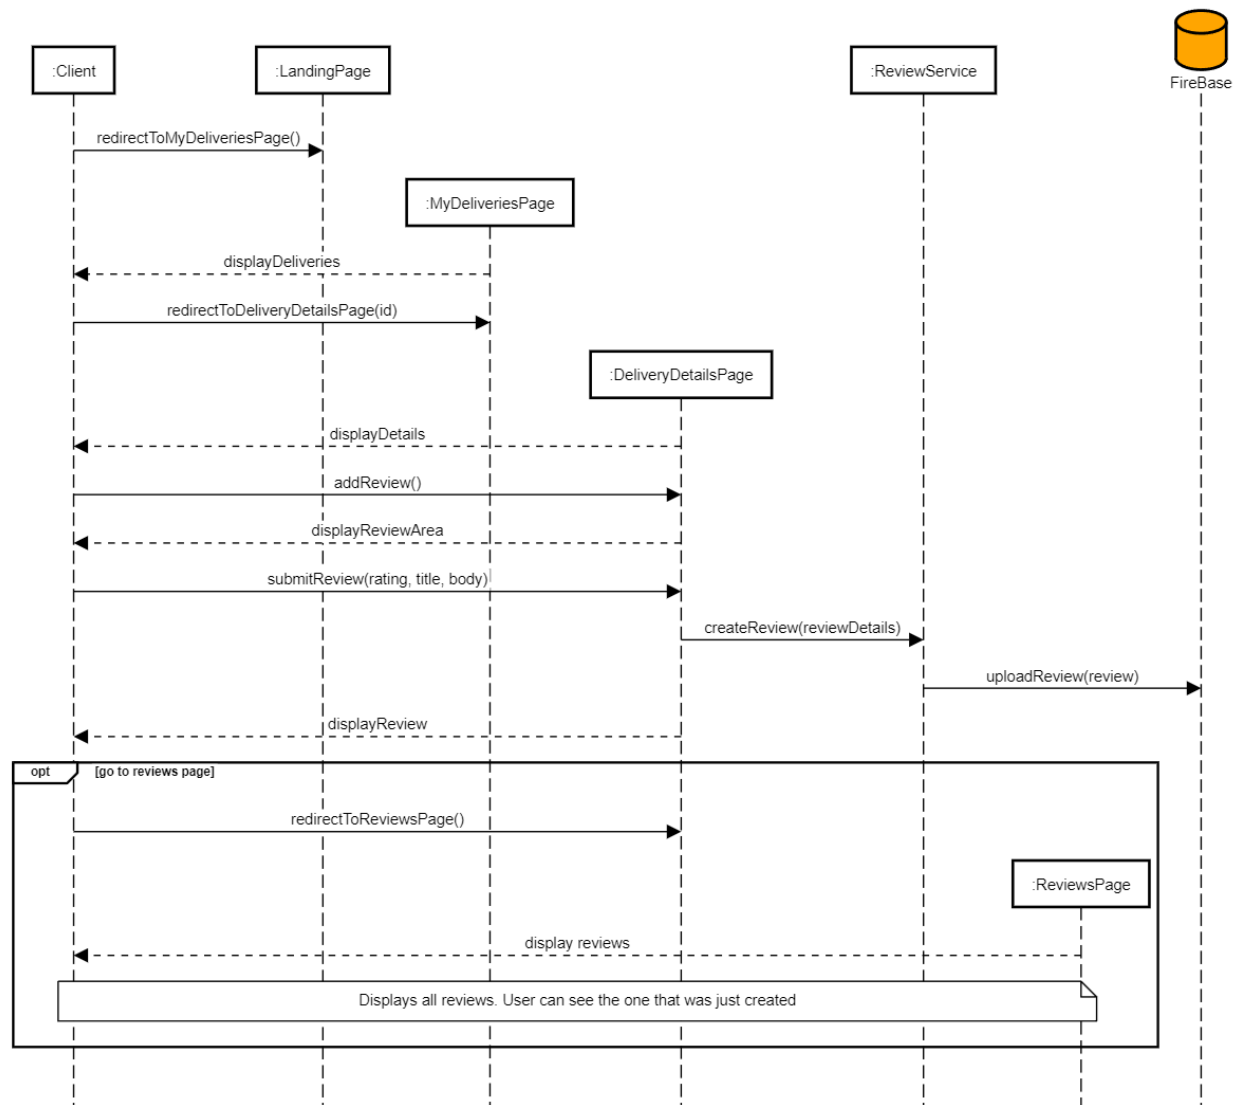 :Client
:LandingPage
:ReviewService
FireBase
redirectToMyDeliveriesPage()
:MyDeliveriesPage
displayDeliveries
redirectToDeliveryDetailsPage(id)
:DeliveryDetailsPage
displayDetails
addReview()
displayReviewArea
submitReview(rating, title, body)
createReview(reviewDetails)
uploadReview(review)
displayReview
opt
[go to reviews page]
redirectToReviewsPage()
:ReviewsPage
display reviews
Displays all reviews. User can see the one that was just created